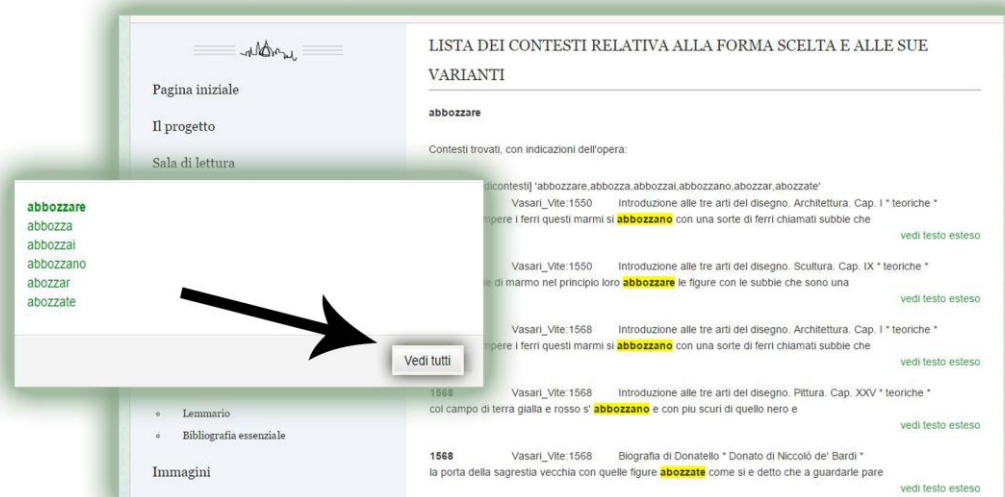 LISTA DEI CONTESTI RELATIVA ALLA FORMA SCELTA E ALLE SUE
VARIANTI
abbozzare
Contesti trovati, con indicazioni dell'opera:
dicontesti] 'abbozzare,abbozza,abbozzai,abbozzano,abozzar,abozzate'
Vasari_Vite:1550 Introduzione alle tre arti del disegno. Architettura. Cap. I * teoriche *
i ferri questi marmi si abbozzano con una sorte di ferri chiamati subbie che
vedi testo esteso
Vasari_Vite:1550 Introduzione alle tre arti del disegno. Scultura. Cap. IX * teoriche *
di marmo nel principio loro abbozzare le figure con le subbie che sono una
vedi testo esteso
Vasari_Vite:1568 Introduzione alle tre arti del disegno. Architettura. Cap. I * teoriche *
i ferri questi marmi si abbozzano con una sorte di ferri chiamati subbie che
vedi testo esteso
1568 Vasari_Vite:1568 Introduzione alle tre arti del disegno. Pittura. Cap. XXV * teoriche *
col campo di terra gialla e rosso s' abbozzano e con piu scuri di quello nero e
vedi testo esteso
1568 Vasari_Vite:1568 Biografia di Donatello * Donato di Niccolò de' Bardi *
la porta della sagrestia vecchia con quelle figure abozzate come si e detto che a guardarle pare
vedi testo esteso
Pagina iniziale
Il progetto
Sala di lettura
abbozzare
abbozza
abbozzai
abbozzano
abozzar
abozzate
Vedi tutti
Lemmario
Bibliografia essenziale
Immagini